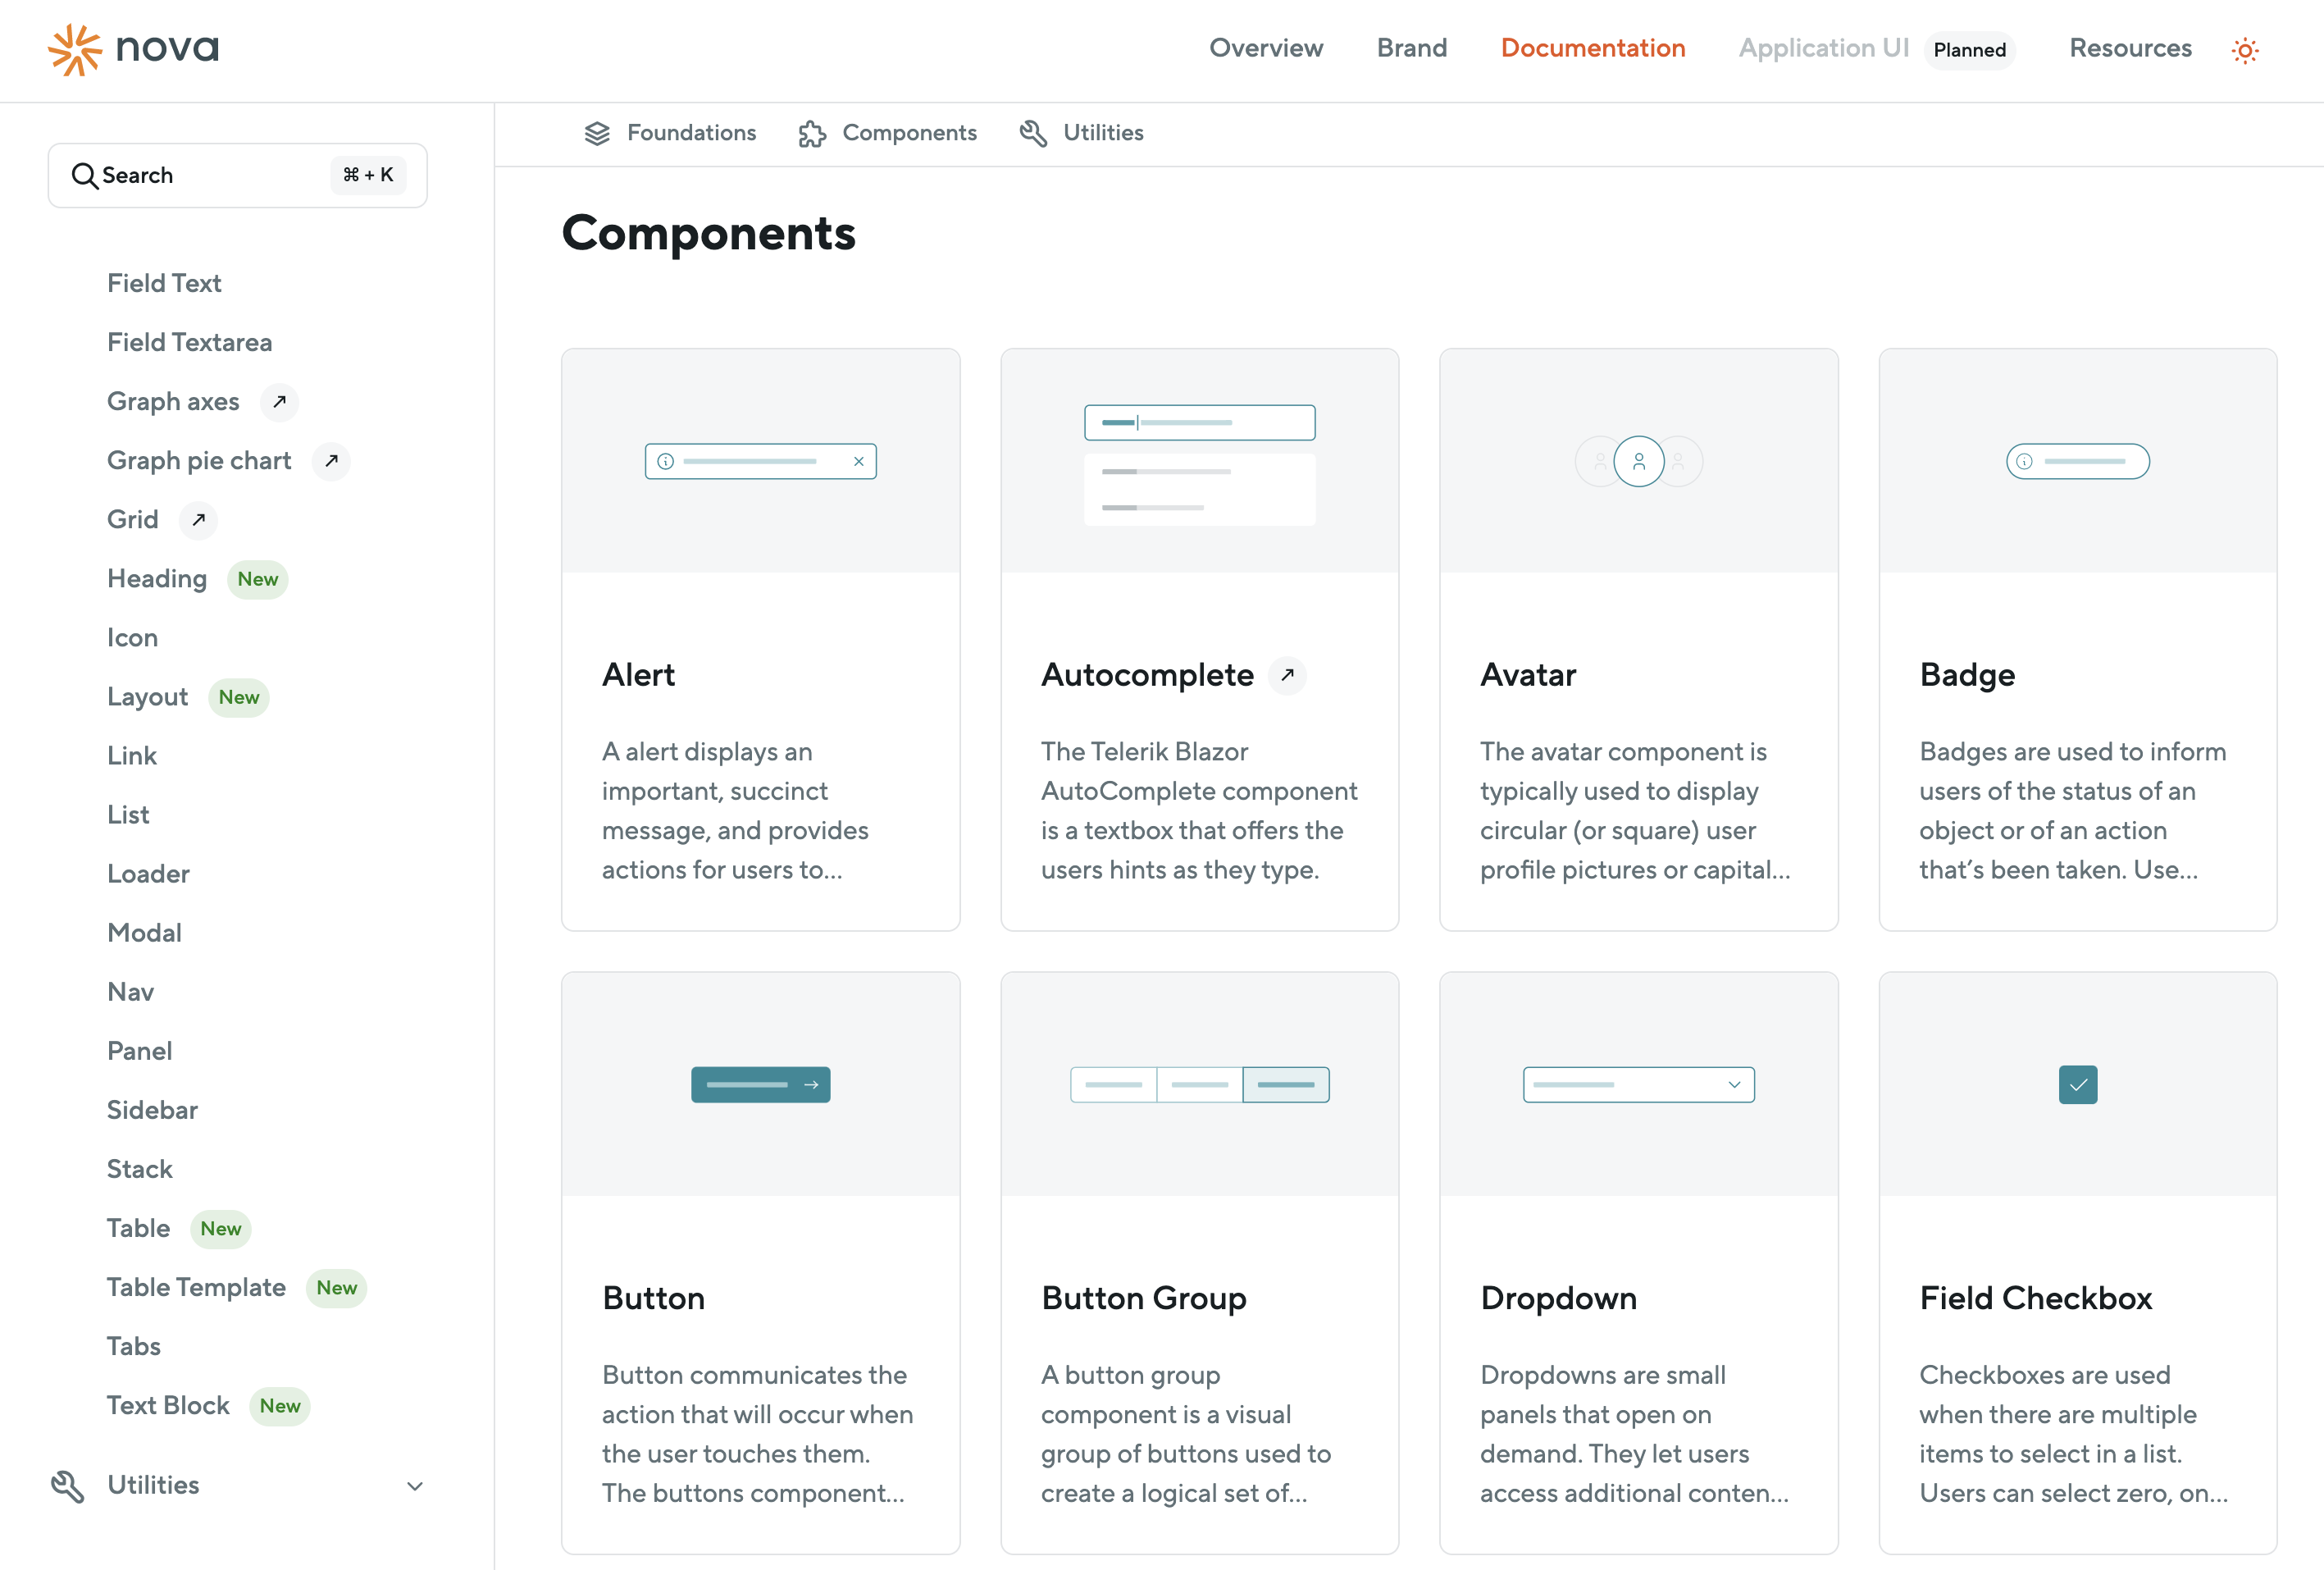 nova
Overview
Brand
Documentation
Application UI
Planned
Resources
Search
⌘ + K
Field Text
Field Textarea
Graph axes
Graph pie chart
Grid
Heading New
Icon
Layout New
Link
List
Loader
Modal
Nav
Panel
Sidebar
Stack
Table New
Table Template New
Tabs
Text Block New
Utilities
Foundations
Components
Utilities
Components
Alert
A alert displays an
important, succinct
message, and provides
actions for users to...
Autocomplete
The Telerik Blazor
AutoComplete component
is a textbox that offers the
users hints as they type.
Avatar
The avatar component is
typically used to display
circular (or square) user
profile pictures or capital...
Badge
Badges are used to inform
users of the status of an
object or of an action
that’s been taken. Use...
Button
Button communicates the
action that will occur when
the user touches them.
The buttons component...
Button Group
A button group
component is a visual
group of buttons used to
create a logical set of...
Dropdown
Dropdowns are small
panels that open on
demand. They let users
access additional conten...
Field Checkbox
Checkboxes are used
when there are multiple
items to select in a list.
Users can select zero, on...